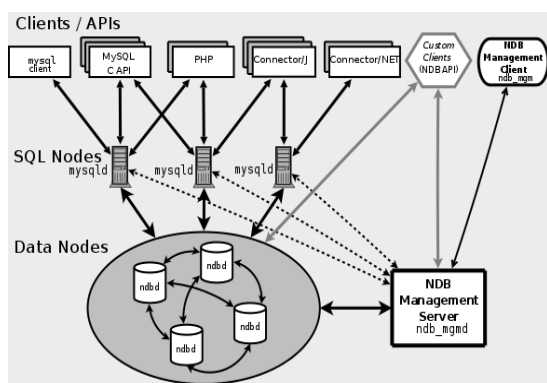 Clients / APIs
mysql
client
MySQL
C API
PHP
Connector/J
Connector/NET
Custom
Clients
(NDBAPI)
NDB
Management
Client
ndb_mgm
SQL Nodes
mysqld
mysqld
mysqld
Data Nodes
ndbd
ndbd
ndbd
ndbd
NDB
Management
Server
ndb_mgmd